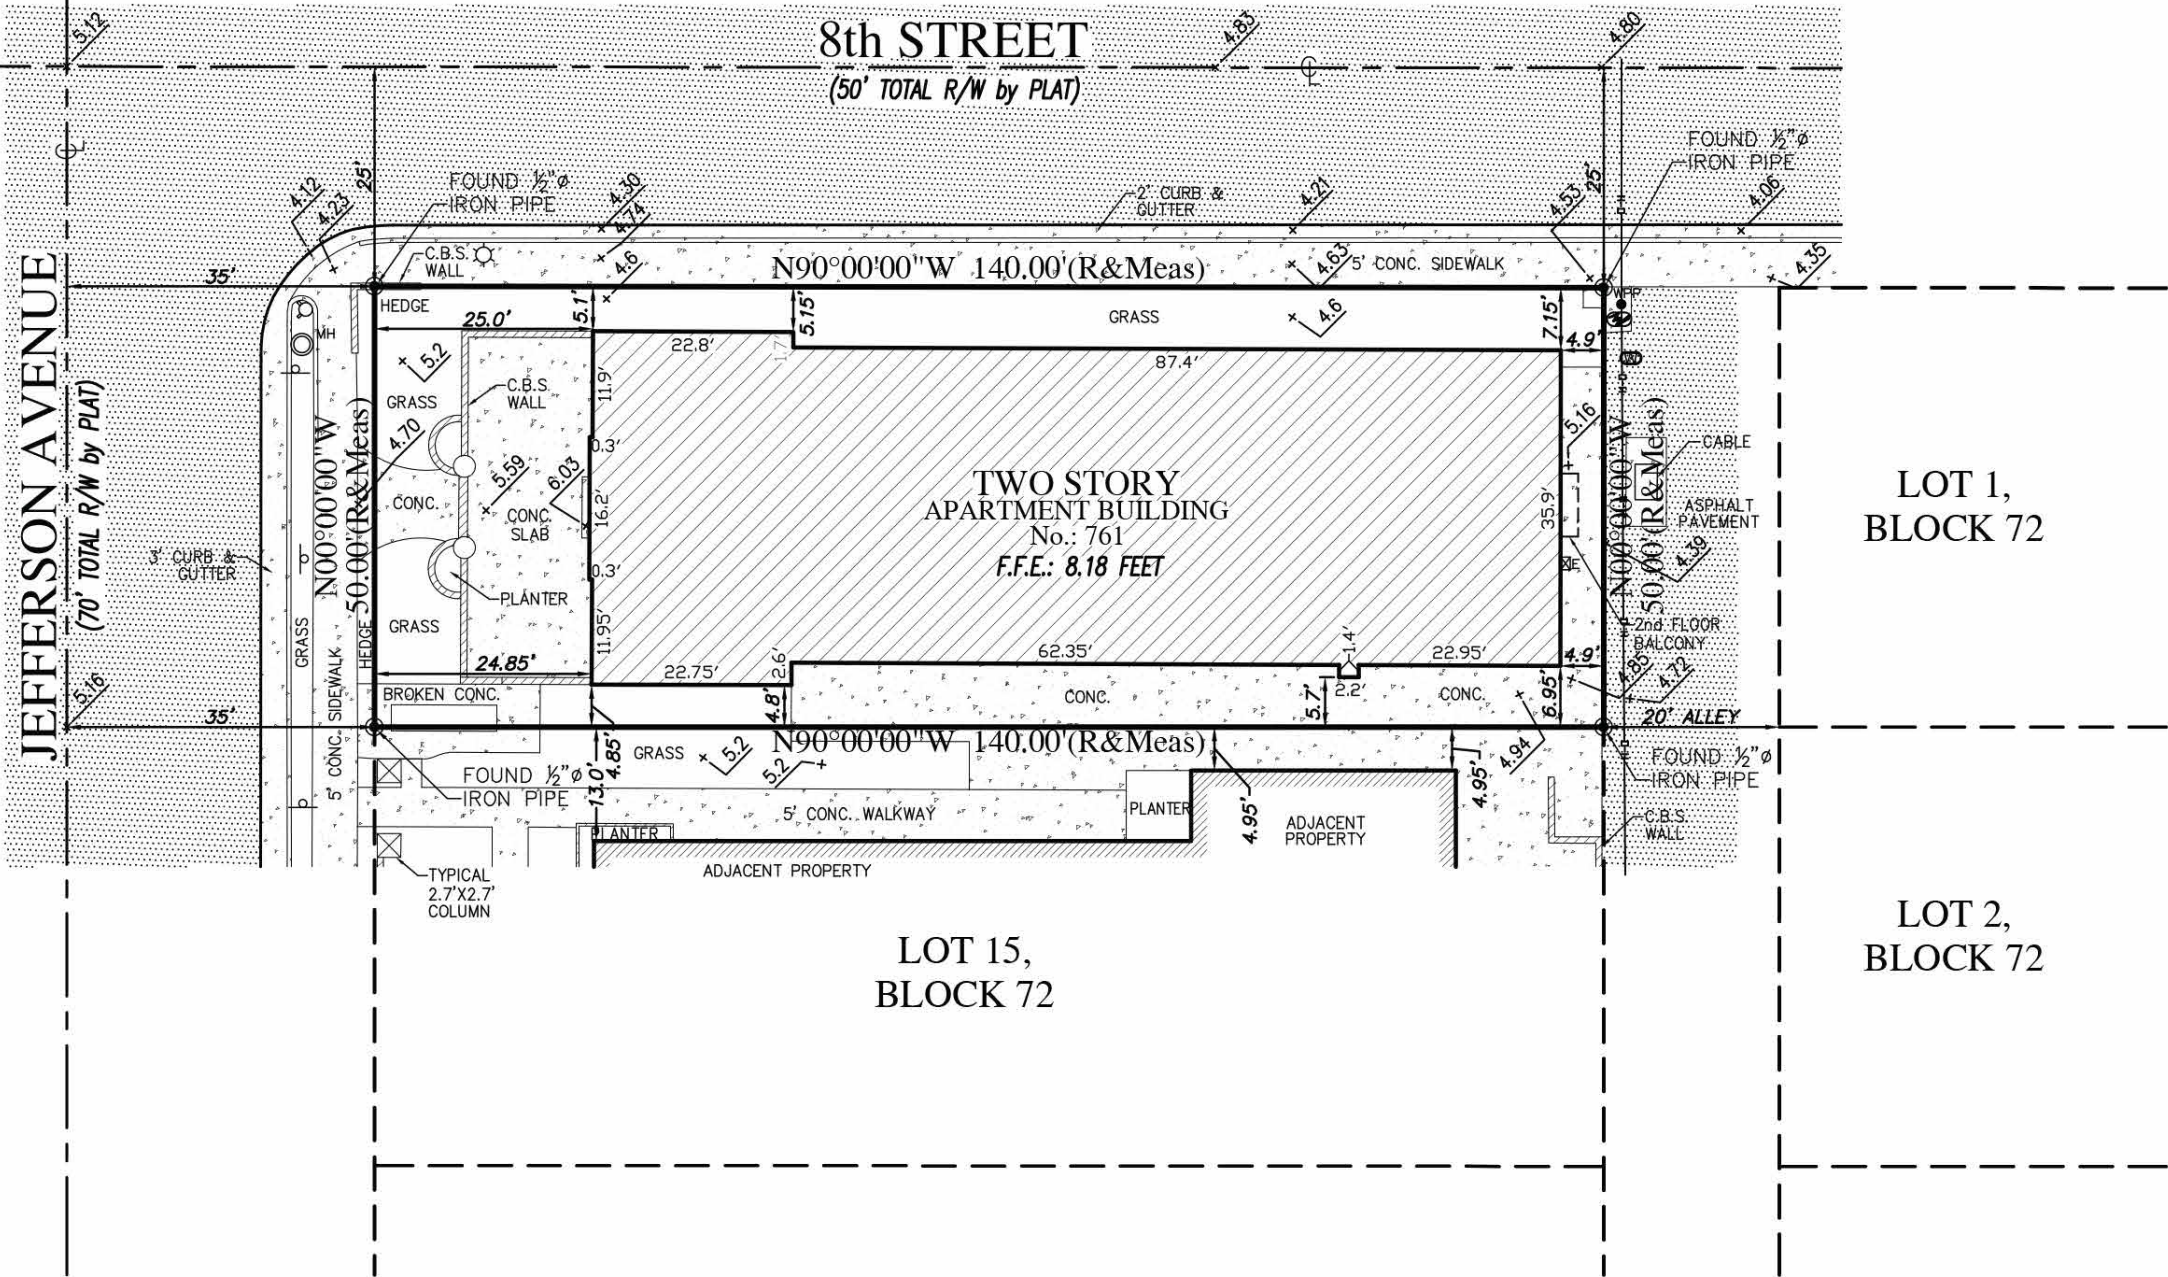 5.12
8th STREET
4.83
4.80
(50' TOTAL R/W by PLAT)
FOUND ½"ø
IRON PIPE
25'
FOUND ½"ø
IRON PIPE
25'
4.12
4.23
4.30
4.74
2' CURB &
GUTTER
4.21
4.53
4.06
C.B.S.
WALL
4.6
N90°00'00"W 140.00'(R&Meas)
4.63
5' CONC. SIDEWALK
4.35
35'
HEDGE
WPP
25.0'
5.1'
5.15'
GRASS
4.6
7.15'
4.9'
MH
22.8'
1.7'
87.4'
5.2
C.B.S.
WALL
11.9'
GRASS
4.70
0.3'
5.16
CABLE
JEFFERSON AVENUE
(70' TOTAL R/W by PLAT)
N00°00'00"W
50.00'(R&Meas)
5.59
6.03
TWO STORY
APARTMENT BUILDING
No.: 761
F.F.E.: 8.18 FEET
35.9'
N00°00'00"W
50.00'(R&Meas)
LOT 1,
BLOCK 72
CONC.
CONC.
SLAB
16.2'
ASPHALT
PAVEMENT
4.39
3' CURB &
GUTTER
0.3'
E
PLANTER
GRASS
GRASS
HEDGE
11.95'
2nd FLOOR
BALCONY
24.85'
22.75'
2.6'
62.35'
1.4'
22.95'
4.9'
4.85
4.72
5.16
BROKEN CONC.
4.8'
CONC.
5.7'
2.2'
CONC.
6.95'
35'
20' ALLEY
5' CONC. SIDEWALK
4.85'
GRASS
5.2
N90°00'00"W 140.00'(R&Meas)
5.2
4.94
FOUND ½"ø
IRON PIPE
13.0'
FOUND ½"ø
IRON PIPE
4.95'
4.95'
5' CONC. WALKWAY
PLANTER
PLANTER
ADJACENT
PROPERTY
C.B.S.
WALL
ADJACENT PROPERTY
TYPICAL
2.7'X2.7'
COLUMN
LOT 15,
BLOCK 72
LOT 2,
BLOCK 72